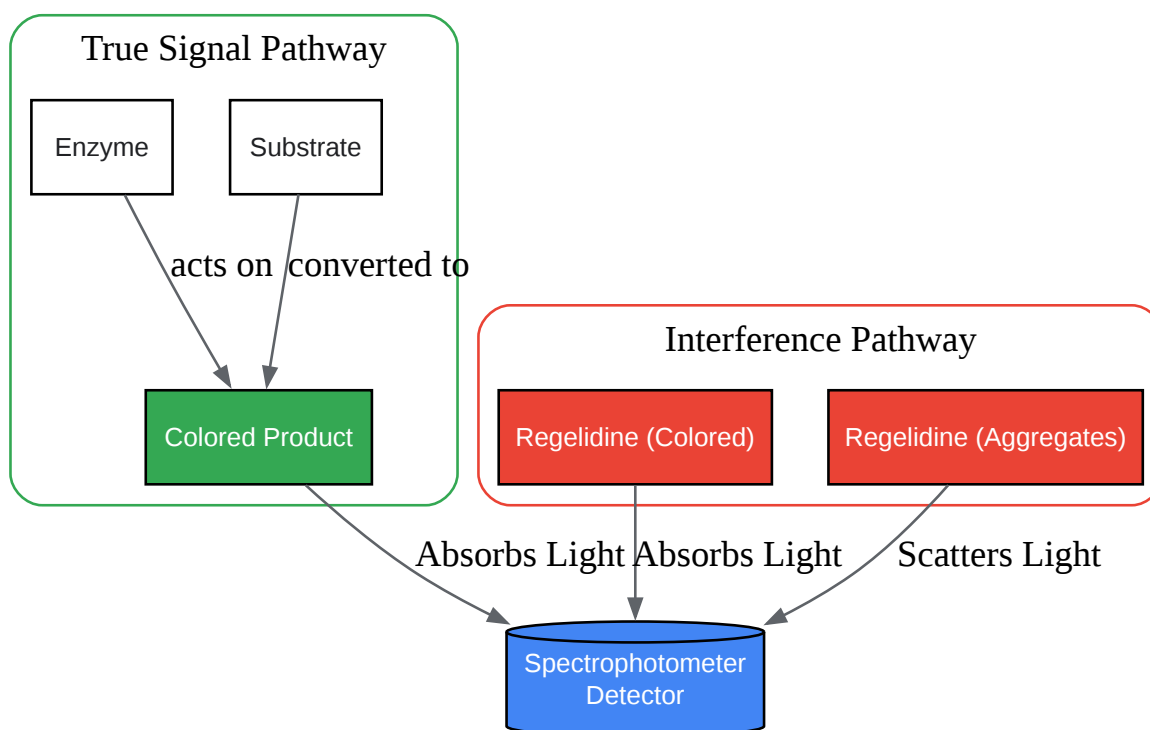 True Signal Pathway
Enzyme
Substrate
acts on
converted to
Interference Pathway
Colored Product
Regelidine (Colored)
Regelidine (Aggregates)
Absorbs Light
Absorbs Light
Scatters Light
Spectrophotometer
Detector